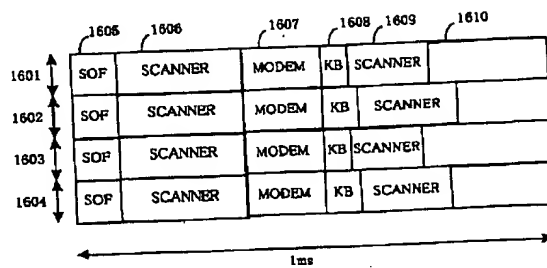 1605 1606 1607 1608 1609 1610
1601 SOF SCANNER MODEM KB SCANNER
1602 SOF SCANNER MODEM KB SCANNER
1603 SOF SCANNER MODEM KB SCANNER
1604 SOF SCANNER MODEM KB SCANNER
1ms